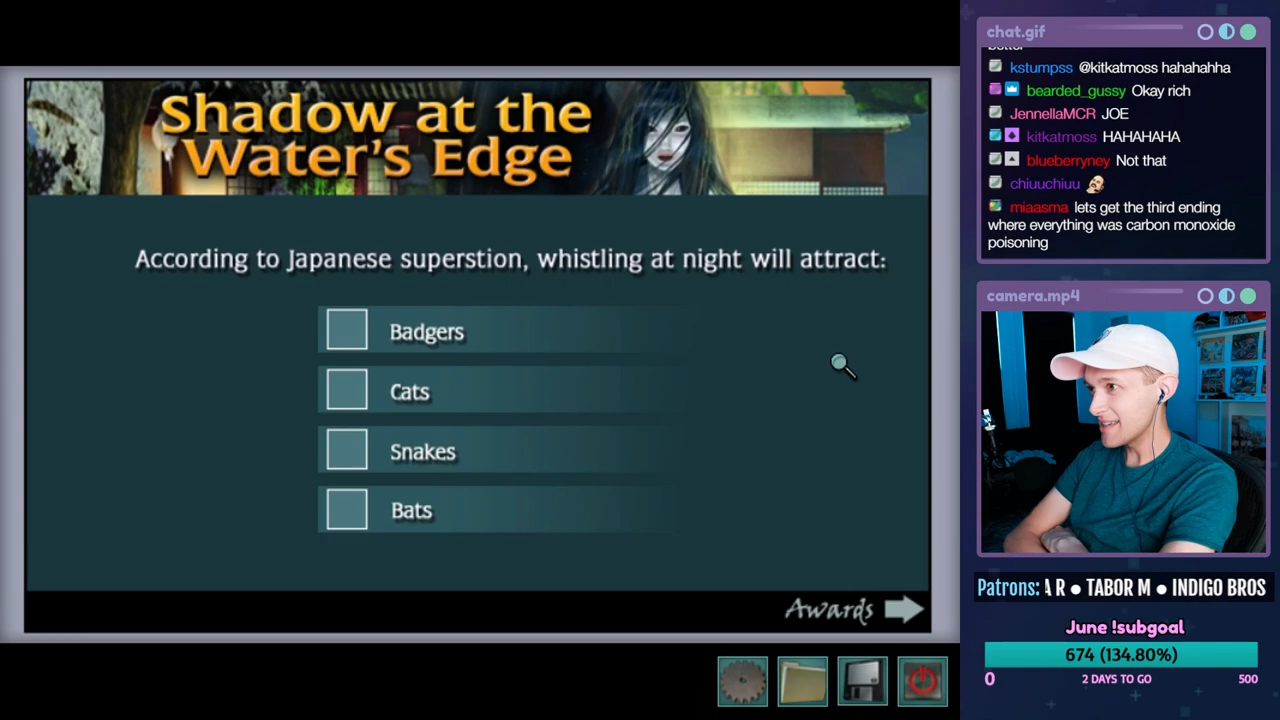 Shadow at the
Water's Edge
According to Japanese superstion, whistling at night will attract:
Badgers
Cats
Snakes
Bats
Awards
chat.gif
kstumpss @kitkatmoss hahahahha
bearded_gussy Okay rich
JennellaMCR JOE
kitkatmoss HAHAHAHA
blueberryney Not that
chiuuchiuu
miaasma lets get the third ending
where everything was carbon monoxide
poisoning
camera.mp4
Patrons: A R ● TABOR M ● INDIGO BROS
June !subgoal
674 (134.80%)
0 2 DAYS TO GO 500